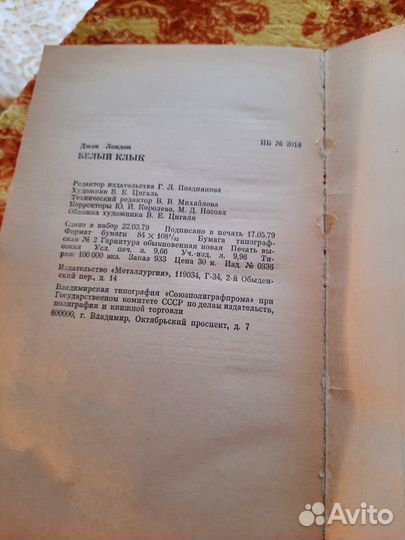 Джек Лондон
ИБ № 2018
БЕЛЫЙ КЛЫК
Редактор издательства Г. Л. Позднякова
Художник В. Е. Цигаль
Технический редактор В. В. Михайлова
Корректоры Ю. И. Королева, М. Д. Носова
Обложка художника В. Е. Цигаля
Сдано в набор 22.03.79 Подписано в печать 17.05.79
Формат бумаги 84 × 108¹/₃₂ Бумага типограф-
ская № 2 Гарнитура обыкновенная новая Печать вы-
сокая Усл. печ. л. 9,66 Уч.-изд. л. 9,96 Ти-
раж 100 000 экз. Заказ 933 Цена 30 к. Изд. № 0336
Издательство «Металлургия», 119034, Г-34, 2-й Обыден-
ский пер., д. 14
Владимирская типография «Союзполиграфпрома» при
Государственном комитете СССР по делам издательств,
полиграфии и книжной торговли
600000, г. Владимир, Октябрьский проспект, д. 7
Avito